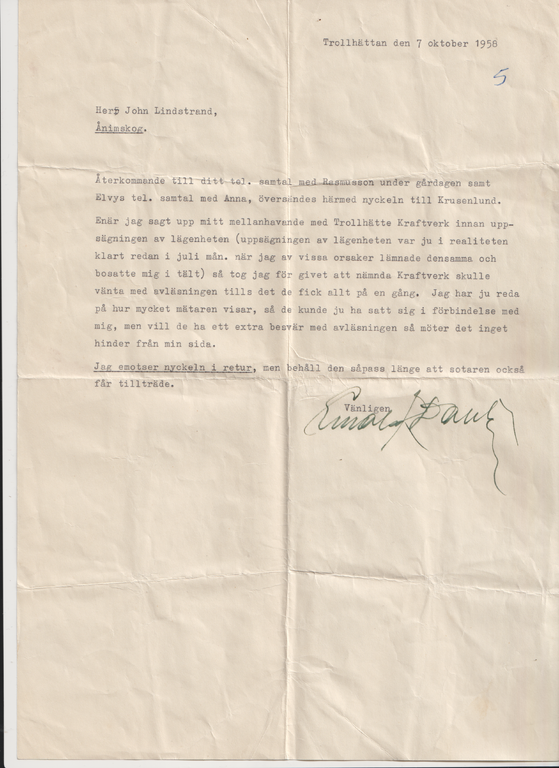 Trollhättan den 7 oktober 1958
5
Herr John Lindstrand,
Ånimskog.
Återkommande till ditt tel. samtal med Rasmusson under gårdagen samt
Elvys tel. samtal med Anna, översändes härmed nyckeln till Krusenlund.
Enär jag sagt upp mitt mellanhavande med Trollhätte Kraftverk innan upp-
sägningen av lägenheten (uppsägningen av lägenheten var ju i realiteten
klart redan i juli mån. när jag av vissa orsaker lämnade densamma och
bosatte mig i tält) så tog jag för givet att nämnda Kraftverk skulle
vänta med avläsningen tills det de fick allt på en gång. Jag har ju reda
på hur mycket mätaren visar, så de kunde ju ha satt sig i förbindelse med
mig, men vill de ha ett extra besvär med avläsningen så möter det inget
hinder från min sida.
Jag emotser nyckeln i retur, men behåll den såpass länge att sotaren också
får tillträde.
Vänligen